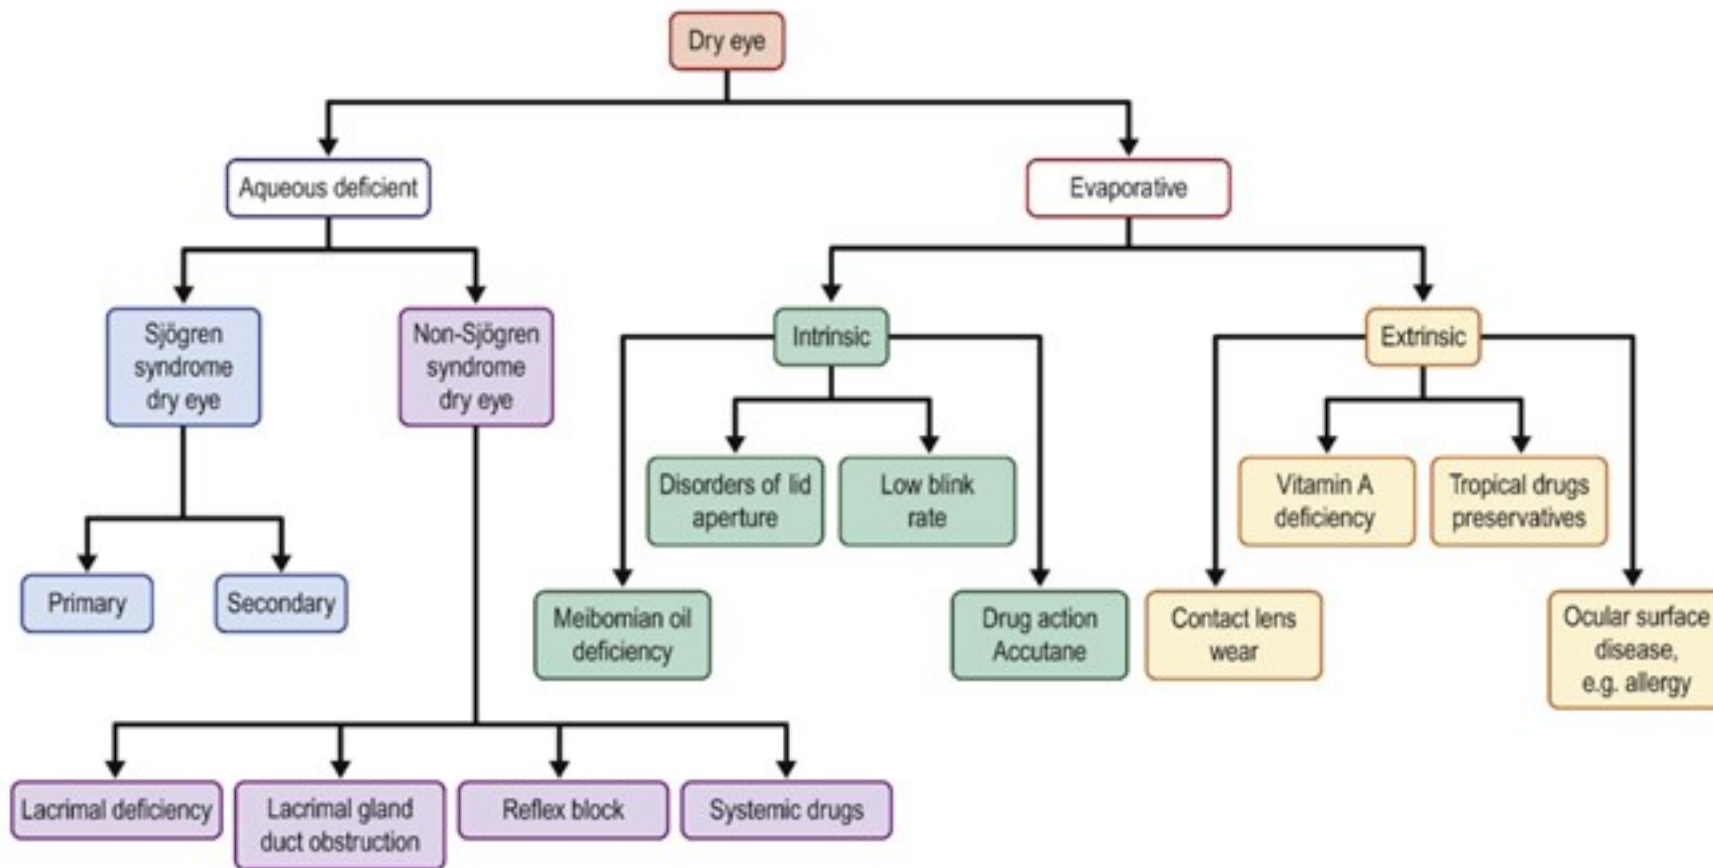 Dry eye
Aqueous deficient
Evaporative
Sjögren
syndrome
dry eye
Non-Sjögren
syndrome
dry eye
Intrinsic
Extrinsic
Disorders of lid
aperture
Low blink
rate
Vitamin A
deficiency
Tropical drugs
preservatives
Primary
Secondary
Meibomian oil
deficiency
Drug action
Accutane
Contact lens
wear
Ocular surface
disease,
e.g. allergy
Lacrimal deficiency
Lacrimal gland
duct obstruction
Reflex block
Systemic drugs